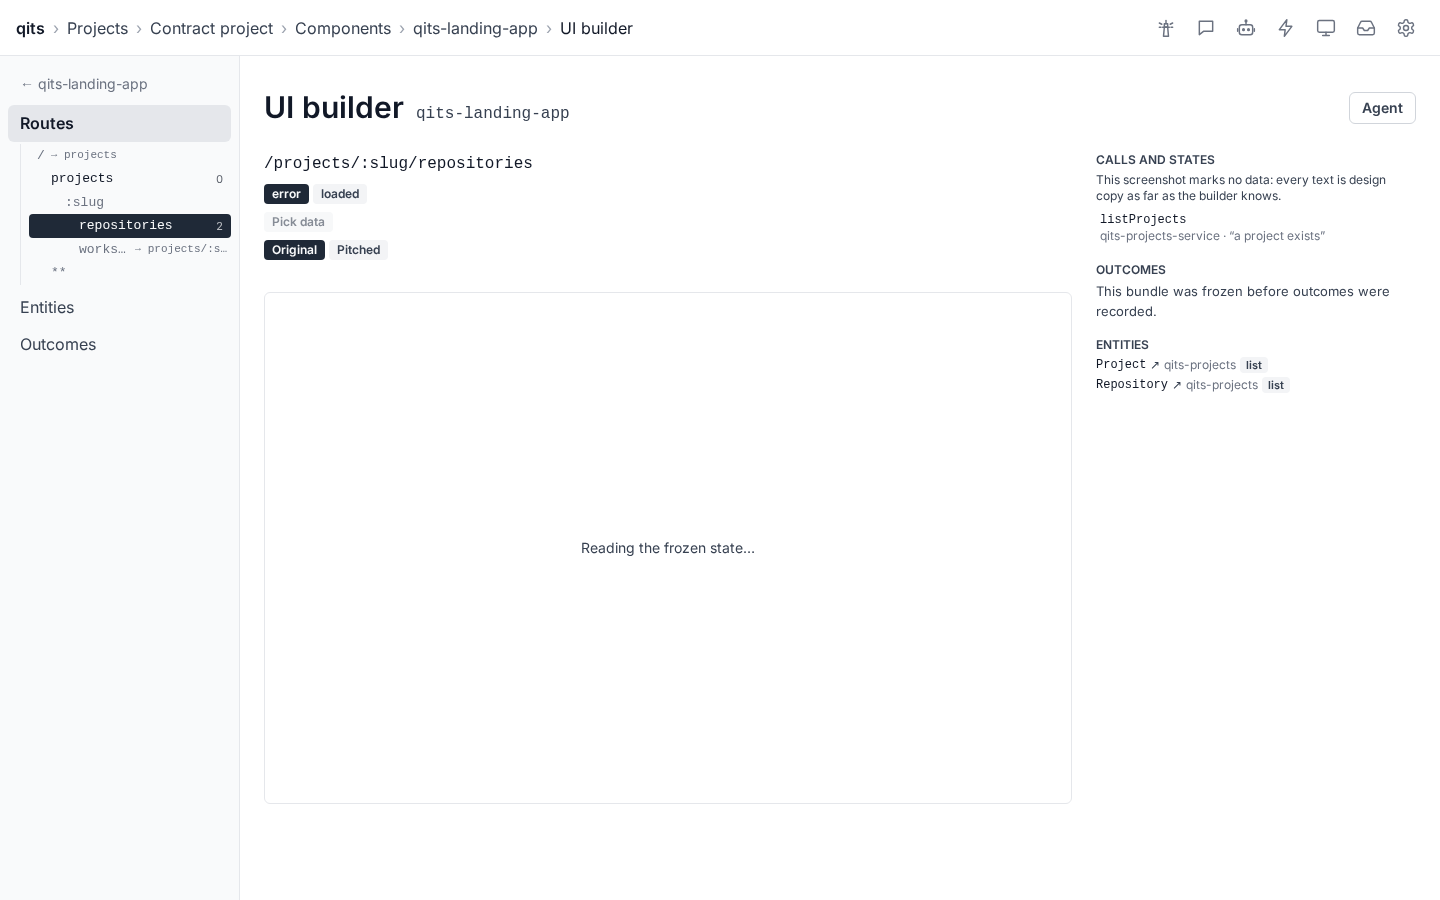 qits › Projects › Contract project › Components › qits-landing-app › UI builder
← qits-landing-app
Routes
/ → projects
projects 0
:slug
repositories 2
works… → projects/:s…
**
Entities
Outcomes
UI builder qits-landing-app
Agent
/projects/:slug/repositories
error loaded
Pick data
Original Pitched
Reading the frozen state…
CALLS AND STATES
This screenshot marks no data: every text is design
copy as far as the builder knows.
listProjects
qits-projects-service · “a project exists”
OUTCOMES
This bundle was frozen before outcomes were
recorded.
ENTITIES
Project ↗ qits-projects list
Repository ↗ qits-projects list